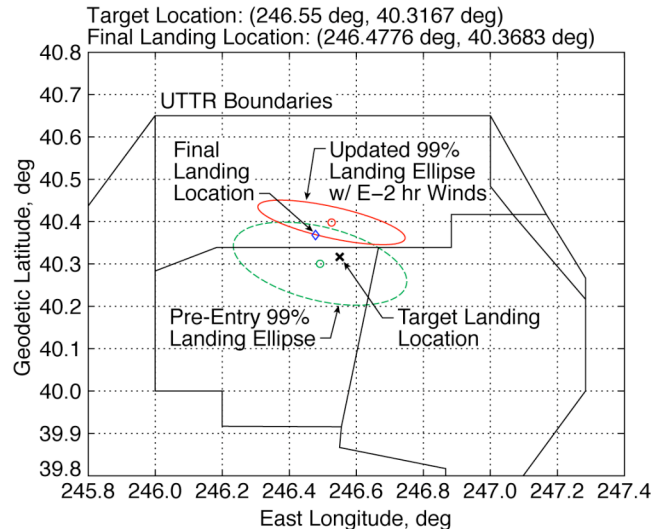 Target Location: (246.55 deg, 40.3167 deg)
Final Landing Location: (246.4776 deg, 40.3683 deg)
40.8
40.7
UTTR Boundaries
40.6
Final
Landing
Location
Updated 99%
Landing Ellipse
w/ E−2 hr Winds
40.5
40.4
40.3
40.2
Pre-Entry 99%
Landing Ellipse
Target Landing
Location
40.1
40.0
39.9
39.8
Geodetic Latitude, deg
245.8 246.0 246.2 246.4 246.6 246.8 247.0 247.2 247.4
East Longitude, deg